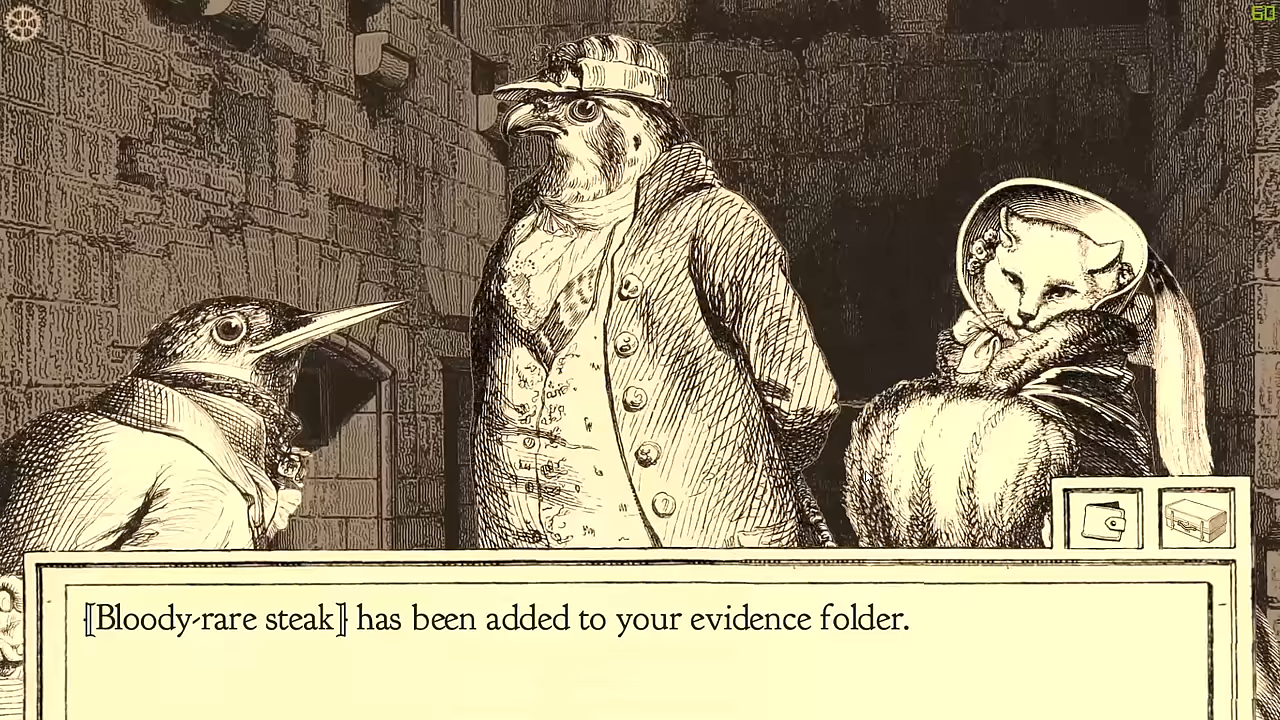 60
⟦Bloody-rare steak⟧ has been added to your evidence folder.